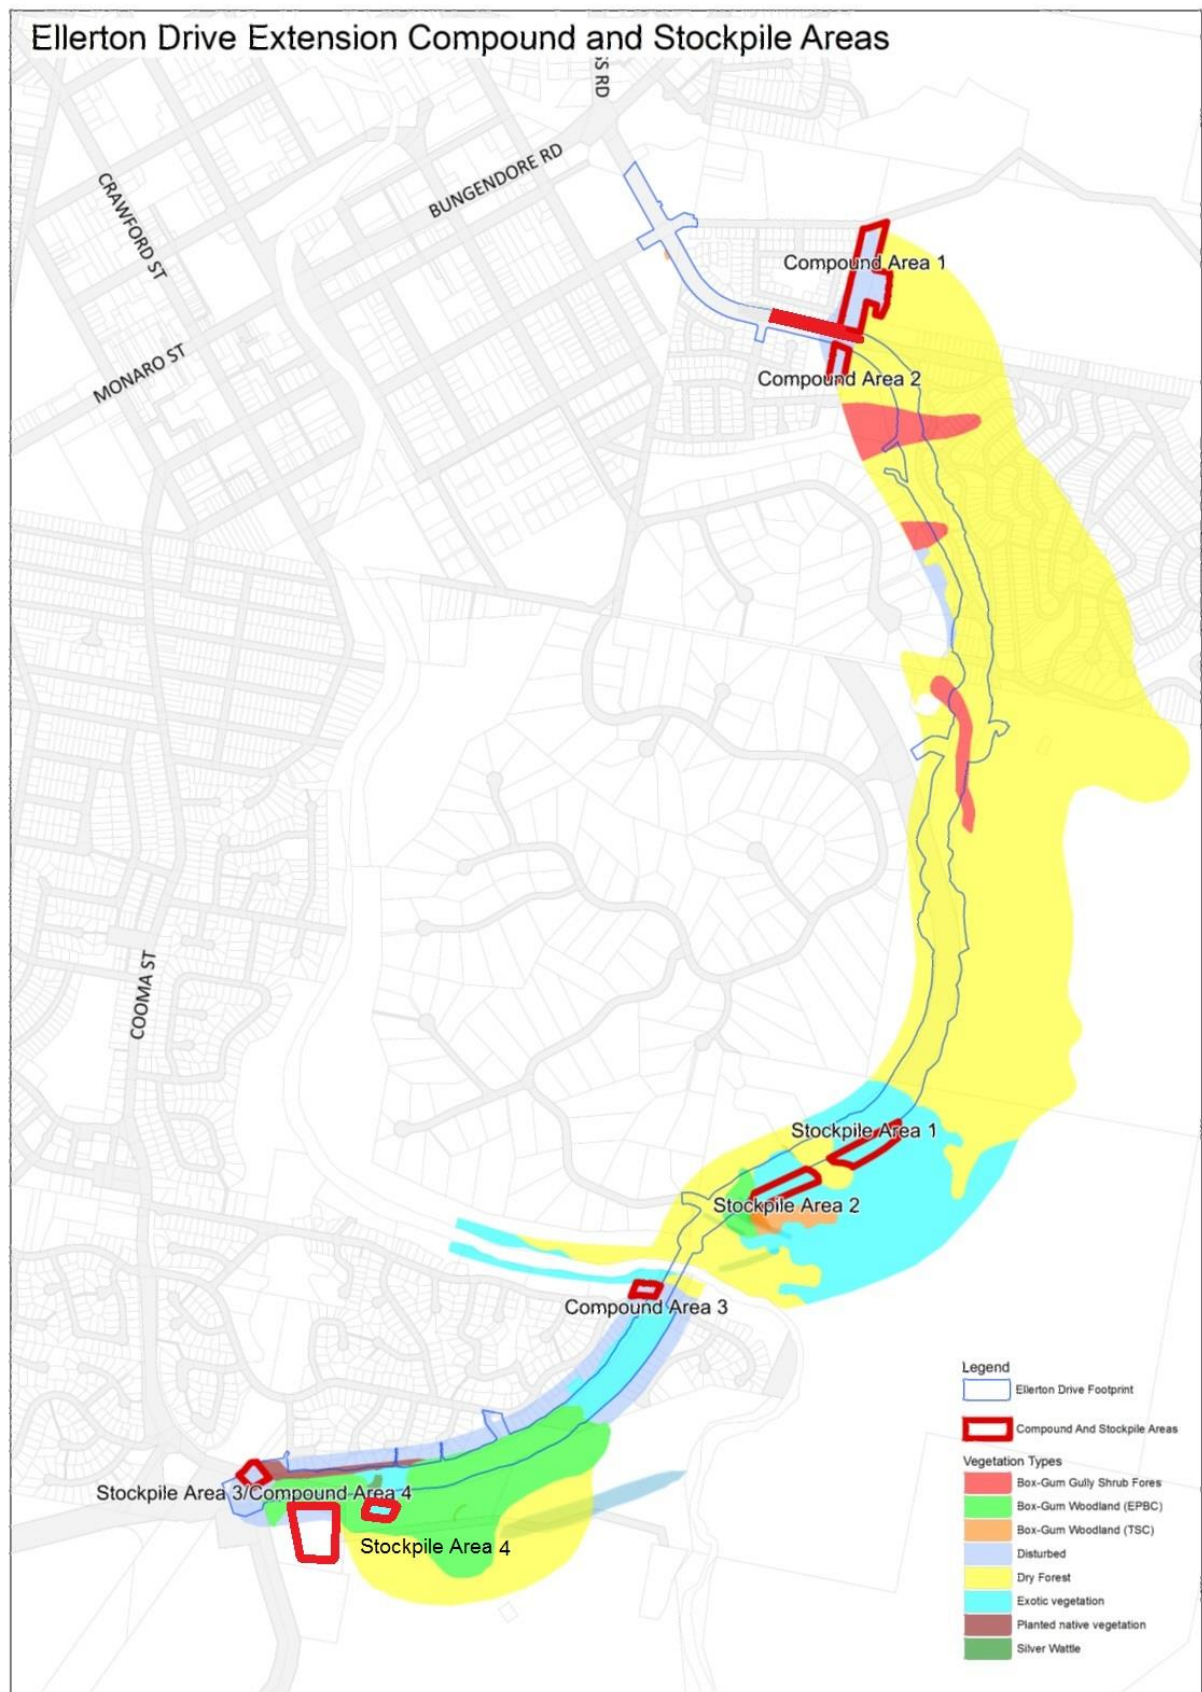 Ellerton Drive Extension Compound and Stockpile Areas
SS RD
BUNGENDORE RD
CRAWFORD ST
Compound Area 1
MONARO ST
Compound Area 2
COOMA ST
Stockpile Area 1
Stockpile Area 2
Compound Area 3
Legend
Ellerton Drive Footprint
Compound And Stockpile Areas
Vegetation Types
Box-Gum Gully Shrub Fores
Box-Gum Woodland (EPBC)
Box-Gum Woodland (TSC)
Disturbed
Dry Forest
Exotic vegetation
Planted native vegetation
Silver Wattle
Stockpile Area 3/Compound Area 4
Stockpile Area 4